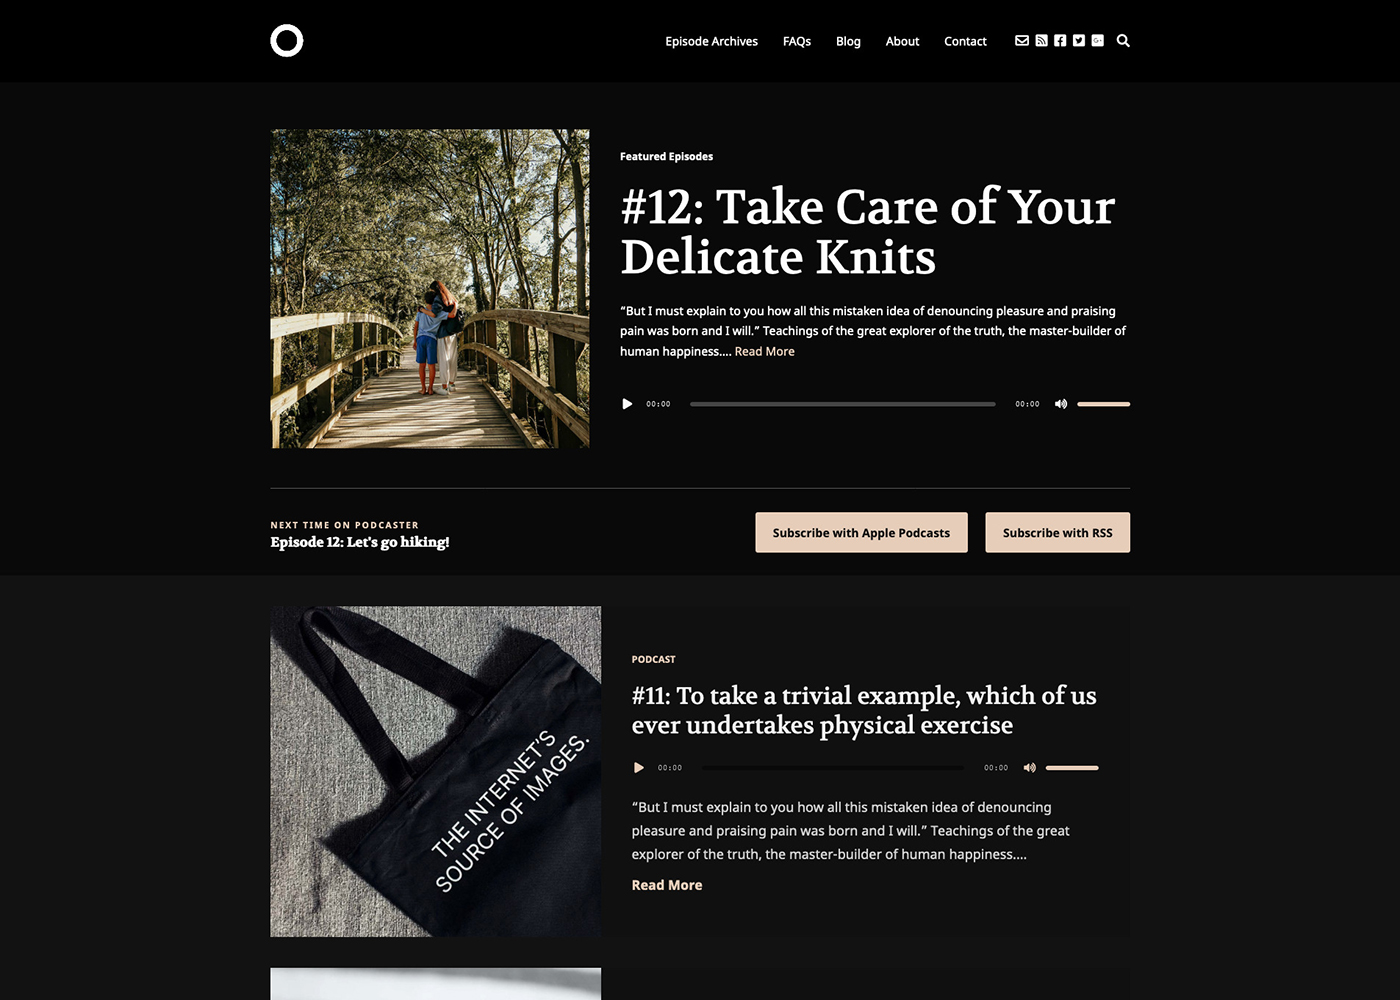 Episode Archives FAQs Blog About Contact
Featured Episodes
#12: Take Care of Your
Delicate Knits
“But I must explain to you how all this mistaken idea of denouncing pleasure and praising
pain was born and I will.” Teachings of the great explorer of the truth, the master-builder of
human happiness.... Read More
00:00 00:00
NEXT TIME ON PODCASTER
Episode 12: Let's go hiking!
Subscribe with Apple Podcasts Subscribe with RSS
THE INTERNET'S
SOURCE OF IMAGES.
PODCAST
#11: To take a trivial example, which of us
ever undertakes physical exercise
00:00 00:00
“But I must explain to you how all this mistaken idea of denouncing
pleasure and praising pain was born and I will.” Teachings of the great
explorer of the truth, the master-builder of human happiness....
Read More